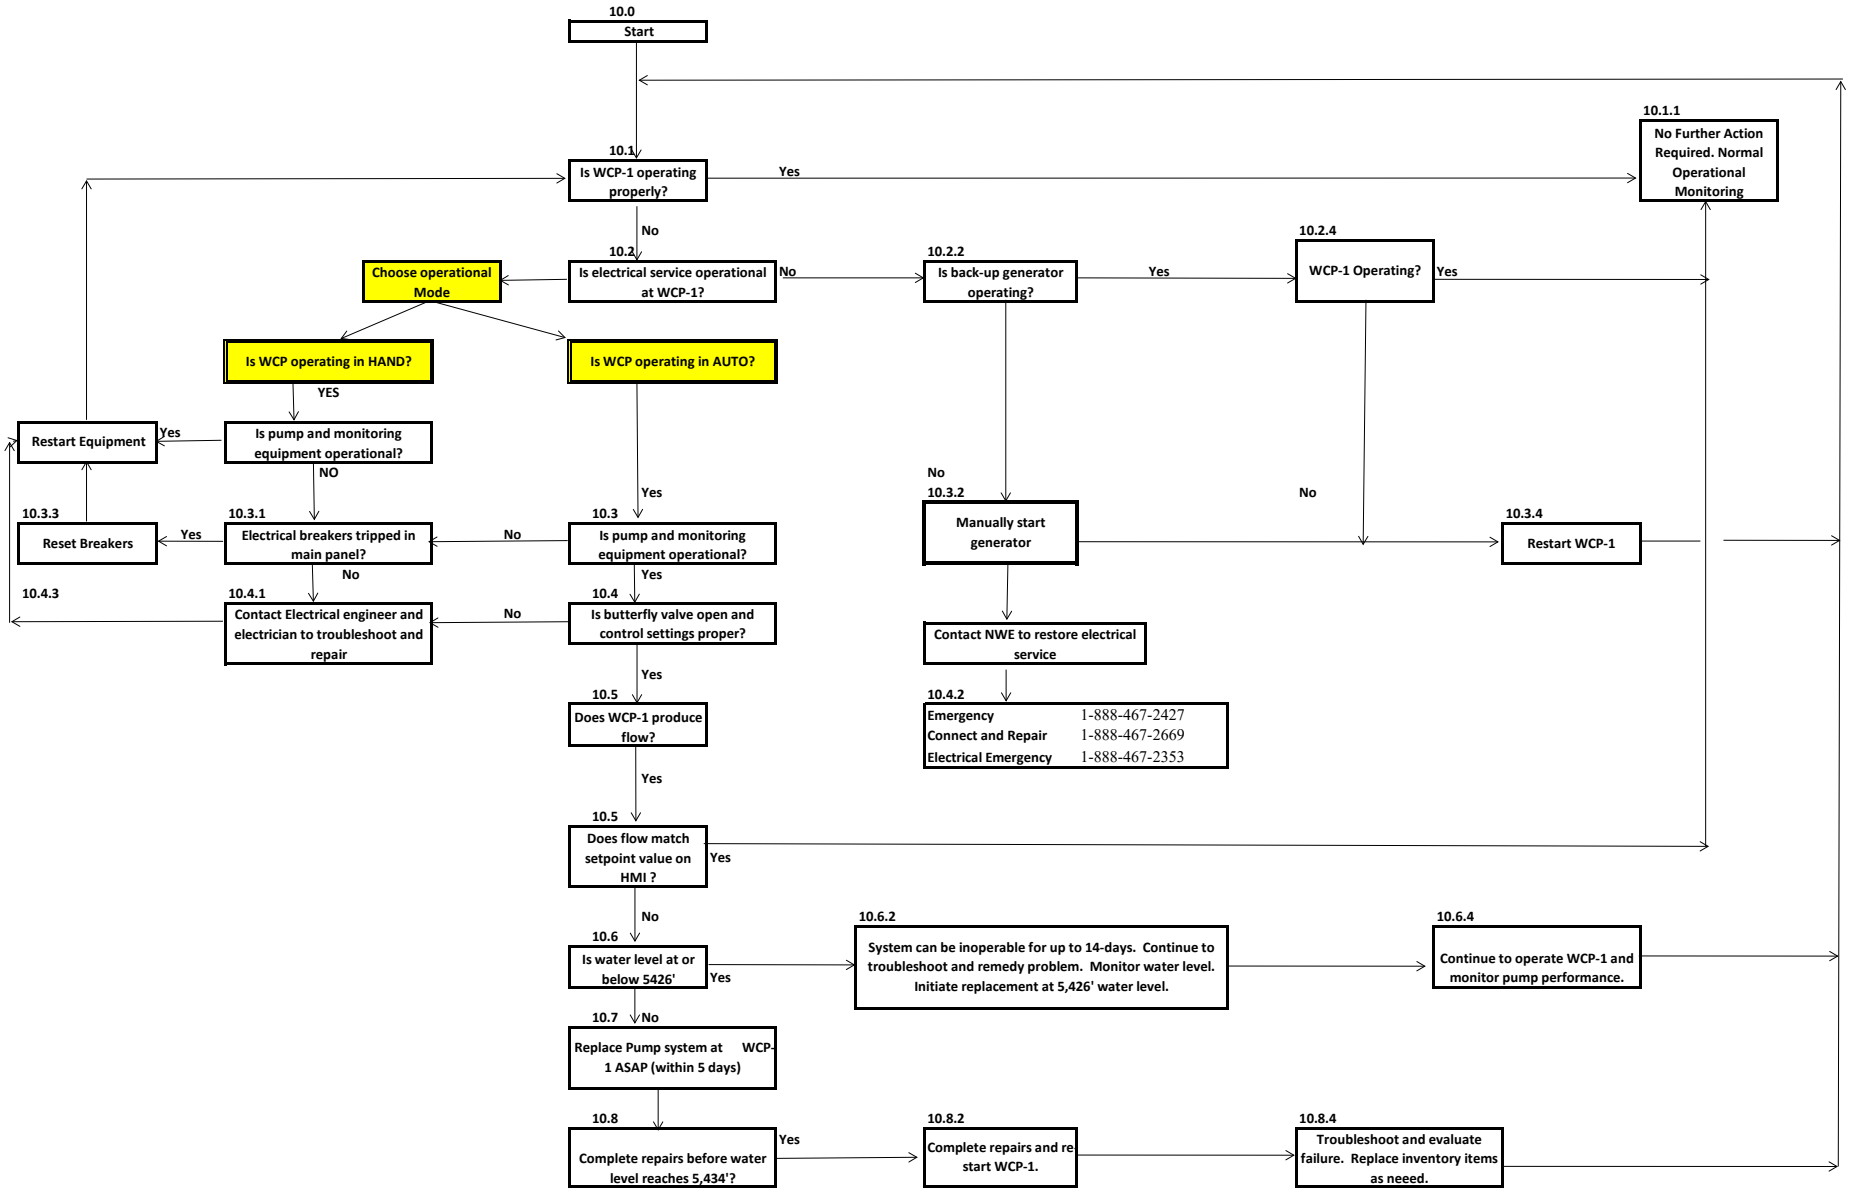 10.0
Start
10.1.1
No Further Action
Required. Normal
Operational
Monitoring
10.1
Is WCP-1 operating
properly?
Yes
No
10.2
Is electrical service operational
at WCP-1?
No
Choose operational
Mode
10.2.2
Is back-up generator
operating?
Yes
10.2.4
WCP-1 Operating?
Yes
Is WCP operating in HAND?
YES
Is WCP operating in AUTO?
Restart Equipment
Yes
Is pump and monitoring
equipment operational?
NO
Yes
No
No
10.3.3
Reset Breakers
Yes
10.3.1
Electrical breakers tripped in
main panel?
No
No
10.3
Is pump and monitoring
equipment operational?
Yes
10.3.2
Manually start
generator
10.3.4
Restart WCP-1
10.4.3
10.4.1
Contact Electrical engineer and
electrician to troubleshoot and
repair
No
10.4
Is butterfly valve open and
control settings proper?
Yes
Contact NWE to restore electrical
service
10.4.2
Emergency 1-888-467-2427
Connect and Repair 1-888-467-2669
Electrical Emergency 1-888-467-2353
10.5
Does WCP-1 produce
flow?
Yes
10.5
Does flow match
setpoint value on
HMI ?
Yes
No
10.6
Is water level at or
below 5426'
Yes
No
10.6.2
System can be inoperable for up to 14-days. Continue to
troubleshoot and remedy problem. Monitor water level.
Initiate replacement at 5,426' water level.
10.6.4
Continue to operate WCP-1 and
monitor pump performance.
10.7
Replace Pump system at WCP-
1 ASAP (within 5 days)
10.8
Complete repairs before water
level reaches 5,434'?
Yes
10.8.2
Complete repairs and re-
start WCP-1.
10.8.4
Troubleshoot and evaluate
failure. Replace inventory items
as neeed.